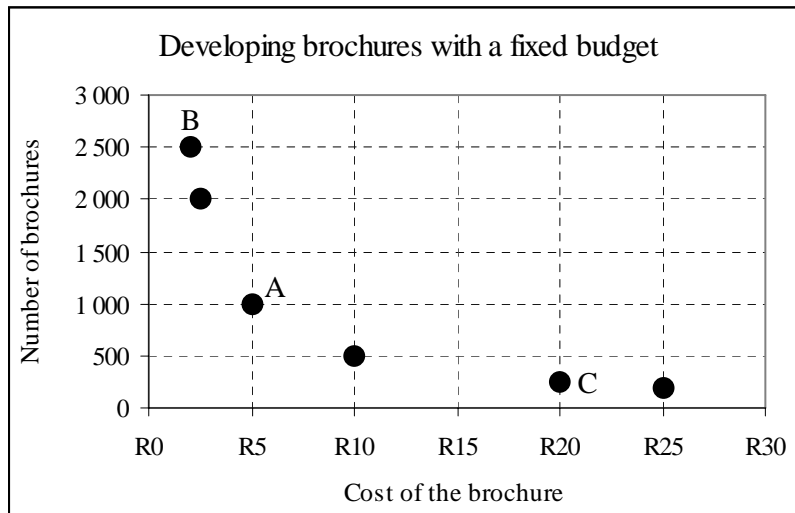 Developing brochures with a fixed budget
Number of brochures
3 000
2 500
2 000
1 500
1 000
500
0
B
A
C
R0 R5 R10 R15 R20 R25 R30
Cost of the brochure